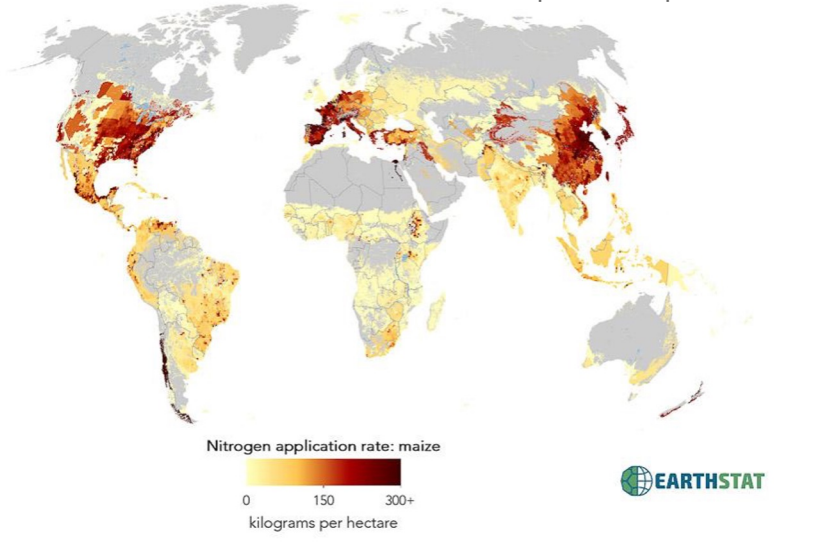 Nitrogen application rate: maize
0 150 300+
kilograms per hectare
EARTHSTAT